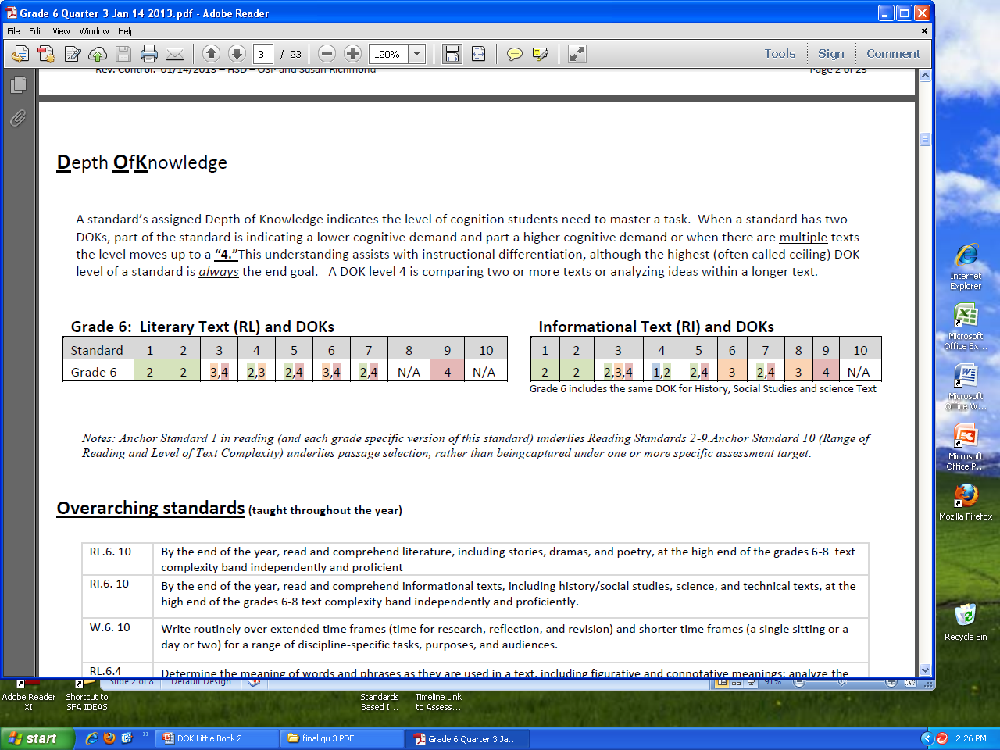 Grade 6 Quarter 3 Jan 14 2013.pdf - Adobe Reader
File Edit View Window Help
3 / 23 120% Tools Sign Comment
Rev. Control: 01/14/2013 – HSD – OSP and Susan Richmond Page 2 of 23
Depth OfKnowledge
A standard's assigned Depth of Knowledge indicates the level of cognition students need to master a task. When a standard has two
DOKs, part of the standard is indicating a lower cognitive demand and part a higher cognitive demand or when there are multiple texts
the level moves up to a “4.”This understanding assists with instructional differentiation, although the highest (often called ceiling) DOK
level of a standard is always the end goal. A DOK level 4 is comparing two or more texts or analyzing ideas within a longer text.
Grade 6: Literary Text (RL) and DOKs
Standard 1 2 3 4 5 6 7 8 9 10
Grade 6 2 2 3,4 2,3 2,4 3,4 2,4 N/A 4 N/A
Informational Text (RI) and DOKs
1 2 3 4 5 6 7 8 9 10
2 2 2,3,4 1,2 2,4 3 2,4 3 4 N/A
Grade 6 includes the same DOK for History, Social Studies and science Text
Notes: Anchor Standard 1 in reading (and each grade specific version of this standard) underlies Reading Standards 2-9.Anchor Standard 10 (Range of
Reading and Level of Text Complexity) underlies passage selection, rather than beingcaptured under one or more specific assessment target.
Overarching standards (taught throughout the year)
RL.6. 10 By the end of the year, read and comprehend literature, including stories, dramas, and poetry, at the high end of the grades 6-8 text
complexity band independently and proficient
RI.6. 10 By the end of the year, read and comprehend informational texts, including history/social studies, science, and technical texts, at the
high end of the grades 6-8 text complexity band independently and proficiently.
W.6. 10 Write routinely over extended time frames (time for research, reflection, and revision) and shorter time frames (a single sitting or a
day or two) for a range of discipline-specific tasks, purposes, and audiences.
RL.6.4 Determine the meaning of words and phrases as they are used in a text, including figurative and connotative meanings; analyze the
Internet
Explorer
Microsoft
Office Ex...
Microsoft
Office W...
Microsoft
Office P...
Mozilla Firefox
Recycle Bin
Slide 2 of 8 Default Design 91%
Adobe Reader
XI
Shortcut to
SFA IDEAS
Standards
Based I...
Timeline Link
to Assess...
start DOK Little Book 2 final qu 3 PDF Grade 6 Quarter 3 Ja... 2:26 PM